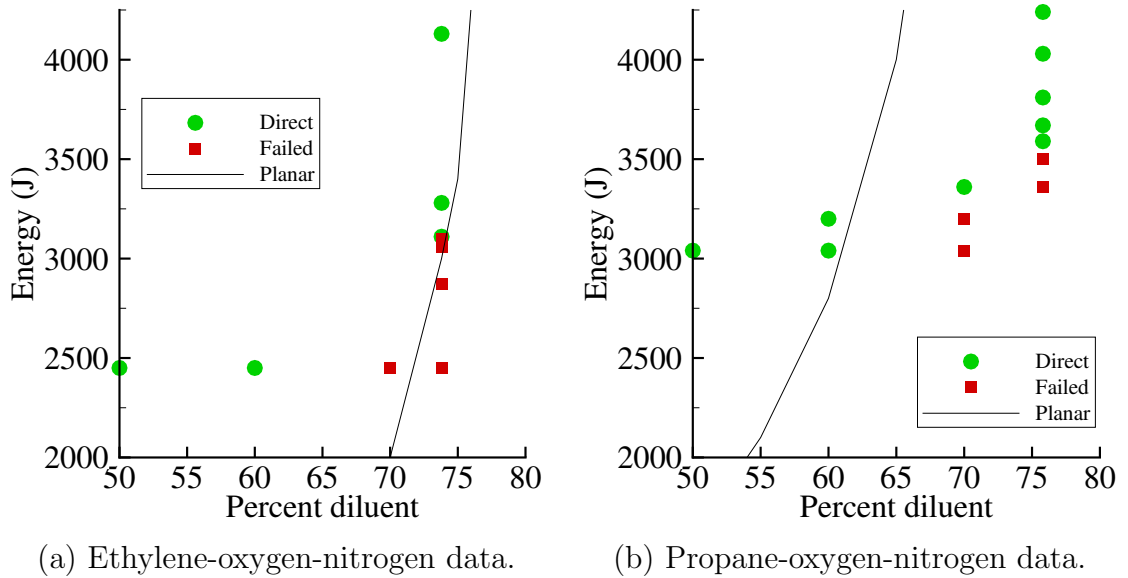 4000
3500
3000
2500
2000
Energy (J)
Direct
Failed
Planar
50 55 60 65 70 75 80
Percent diluent
(a) Ethylene-oxygen-nitrogen data.
4000
3500
3000
2500
2000
Energy (J)
Direct
Failed
Planar
50 55 60 65 70 75 80
Percent diluent
(b) Propane-oxygen-nitrogen data.